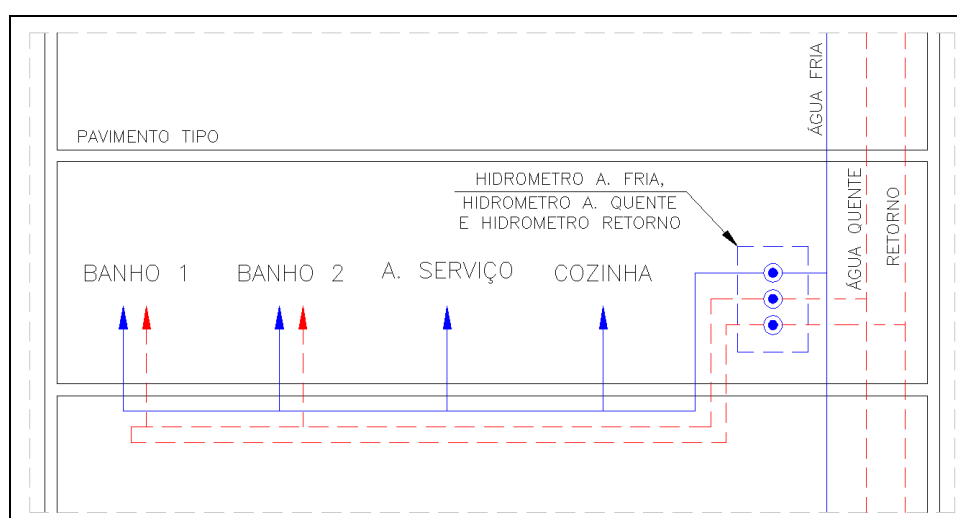 ÁGUA FRIA
PAVIMENTO TIPO
HIDROMETRO A. FRIA,
HIDROMETRO A. QUENTE
E HIDROMETRO RETORNO
ÁGUA QUENTE
RETORNO
BANHO 1
BANHO 2
A. SERVIÇO
COZINHA